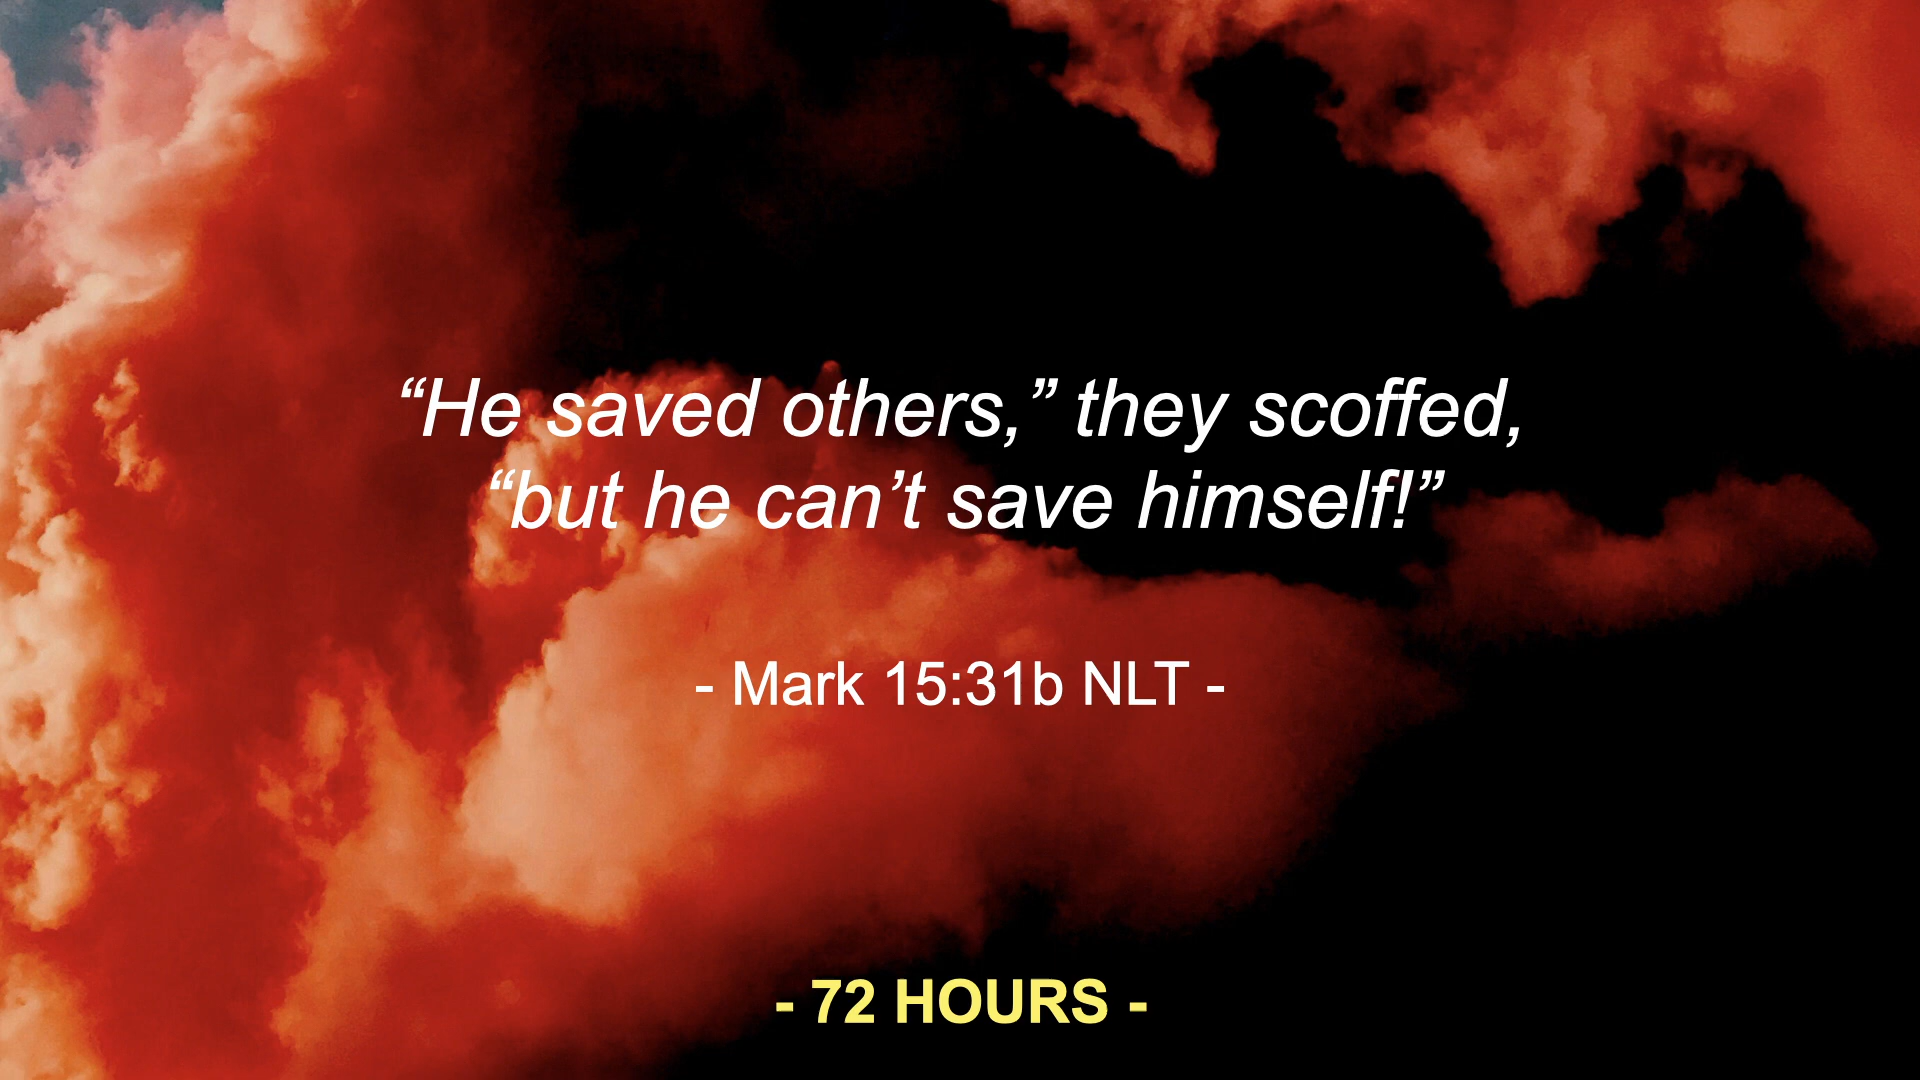 “He saved others,” they scoffed,
“but he can’t save himself!”
- Mark 15:31b NLT -
- 72 HOURS -